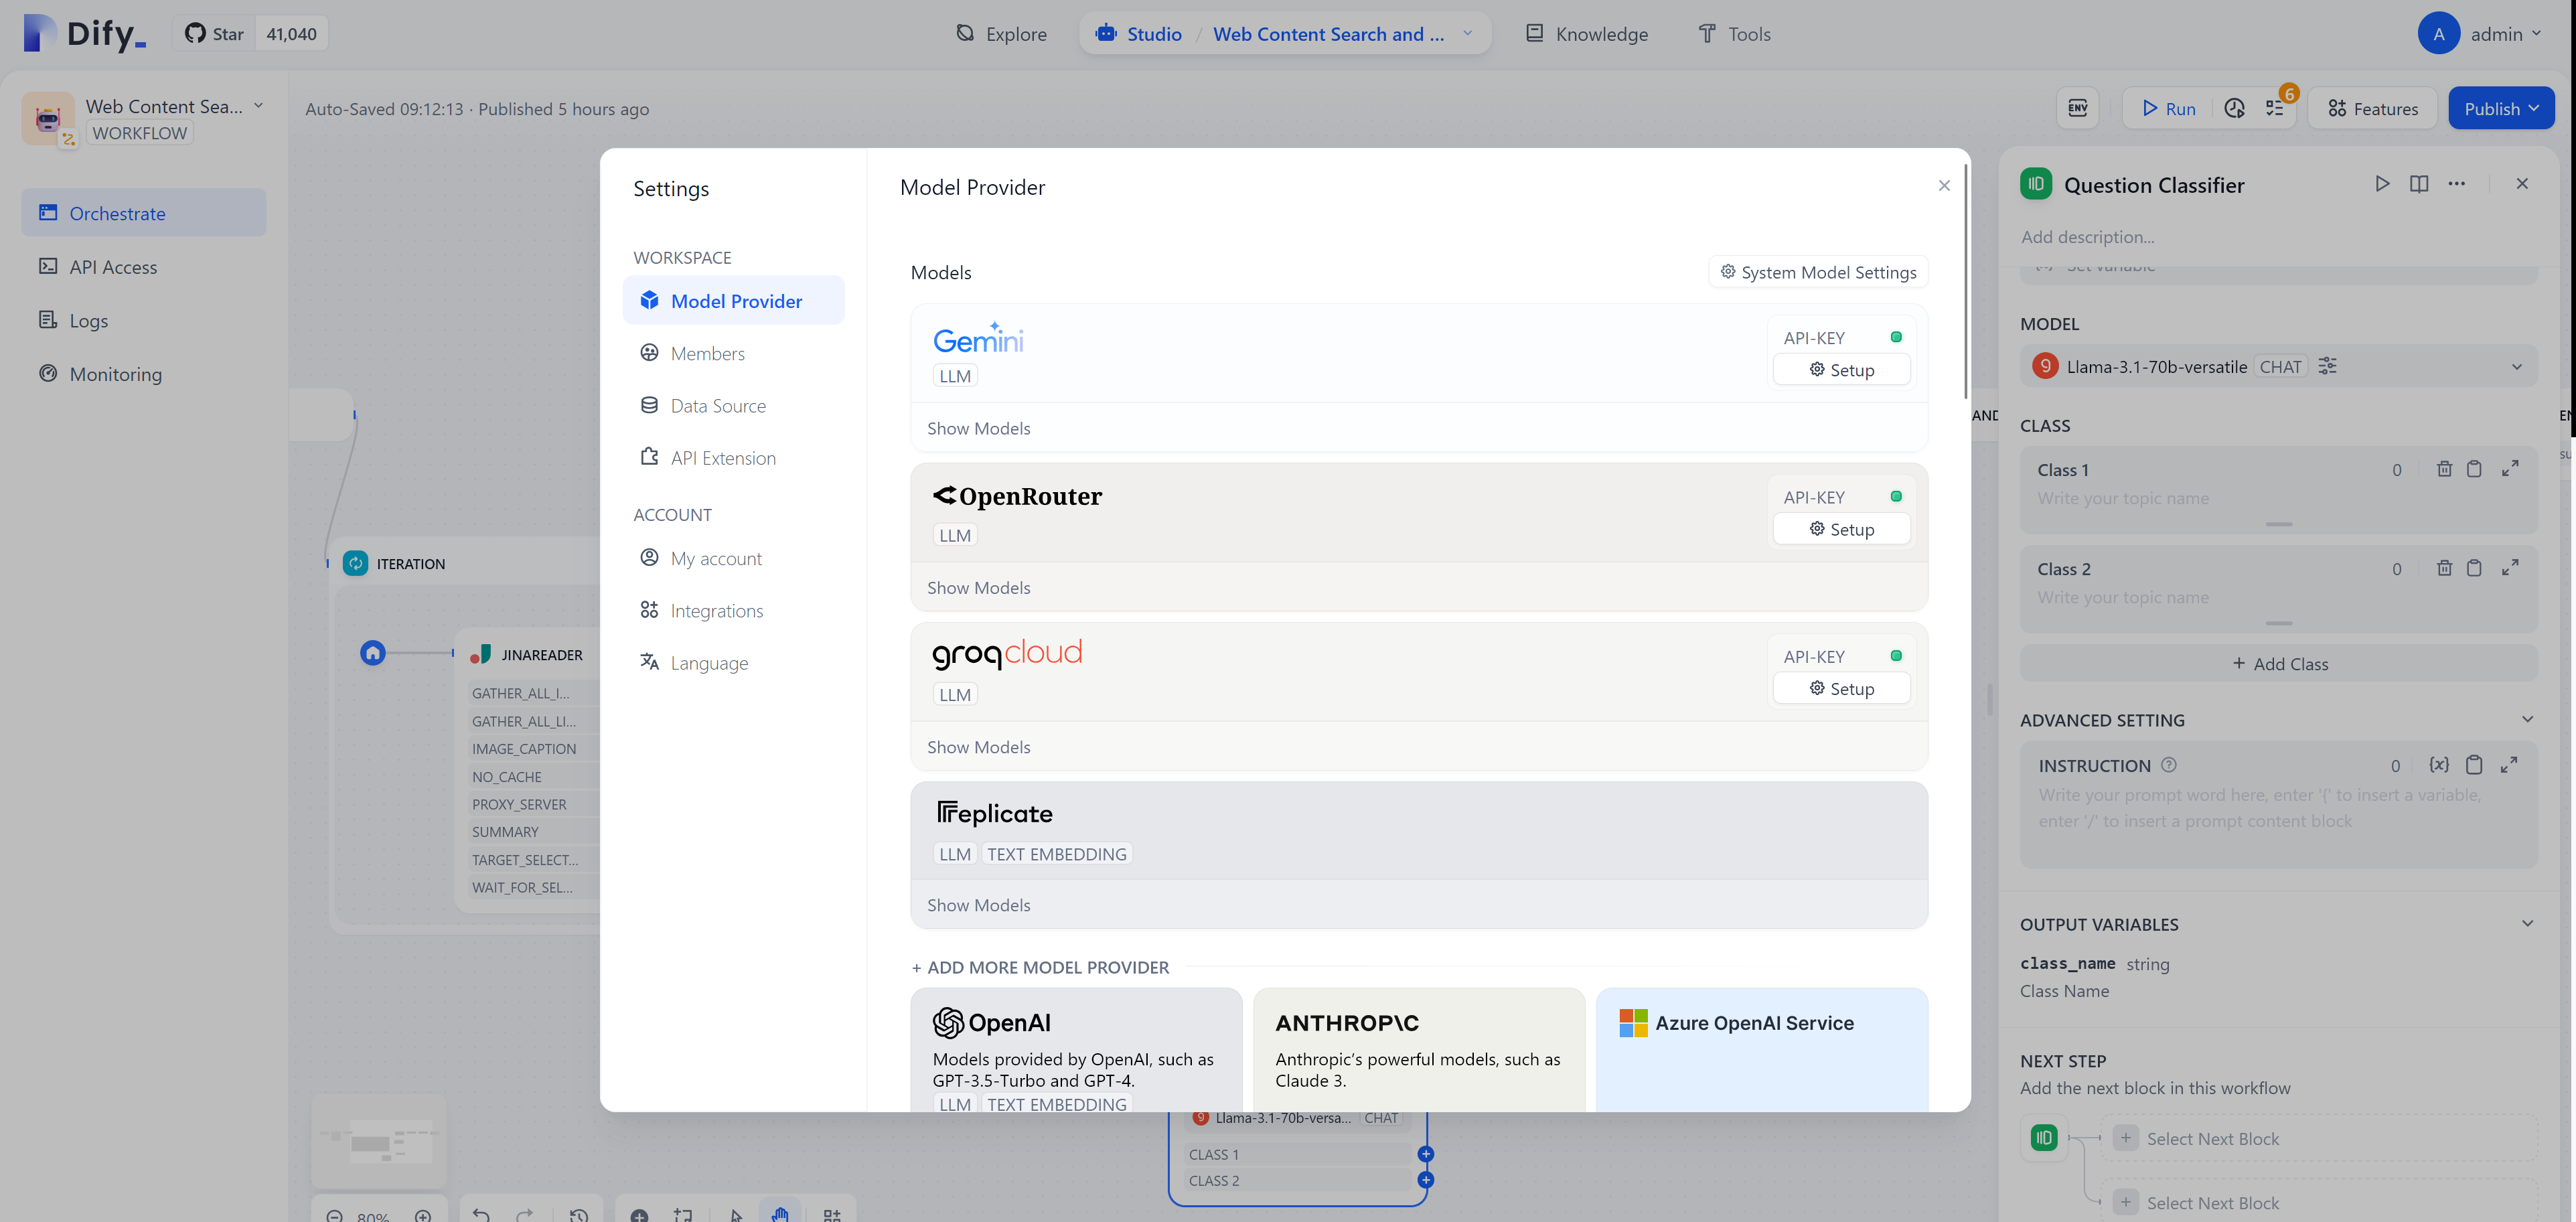 Dify_
Star 41,040
Explore
Studio / Web Content Search and ...
Knowledge
Tools
A admin
Web Content Sea...
WORKFLOW
Orchestrate
API Access
Logs
Monitoring
Auto-Saved 09:12:13 · Published 5 hours ago
ENV
Run
6
Features
Publish
ITERATION
JINAREADER
GATHER_ALL_I...
GATHER_ALL_LI...
IMAGE_CAPTION
NO_CACHE
PROXY_SERVER
SUMMARY
TARGET_SELECT...
WAIT_FOR_SEL...
80%
Settings
WORKSPACE
Model Provider
Members
Data Source
API Extension
ACCOUNT
My account
Integrations
Language
Model Provider
Models
System Model Settings
Gemini
LLM
API-KEY
Setup
Show Models
OpenRouter
LLM
API-KEY
Setup
Show Models
groqcloud
LLM
API-KEY
Setup
Show Models
Replicate
LLM TEXT EMBEDDING
Show Models
+ ADD MORE MODEL PROVIDER
OpenAI
Models provided by OpenAI, such as
GPT-3.5-Turbo and GPT-4.
LLM TEXT EMBEDDING
ANTHROP\C
Anthropic's powerful models, such as
Claude 3.
Azure OpenAI Service
Llama-3.1-70b-versa... CHAT
CLASS 1
CLASS 2
AND
Question Classifier
Add description...
Set variable
MODEL
Llama-3.1-70b-versatile CHAT
CLASS
Class 1 0
Write your topic name
Class 2 0
Write your topic name
+ Add Class
ADVANCED SETTING
INSTRUCTION 0 {x}
Write your prompt word here, enter '{' to insert a variable,
enter '/' to insert a prompt content block
OUTPUT VARIABLES
class_name string
Class Name
NEXT STEP
Add the next block in this workflow
+ Select Next Block
+ Select Next Block